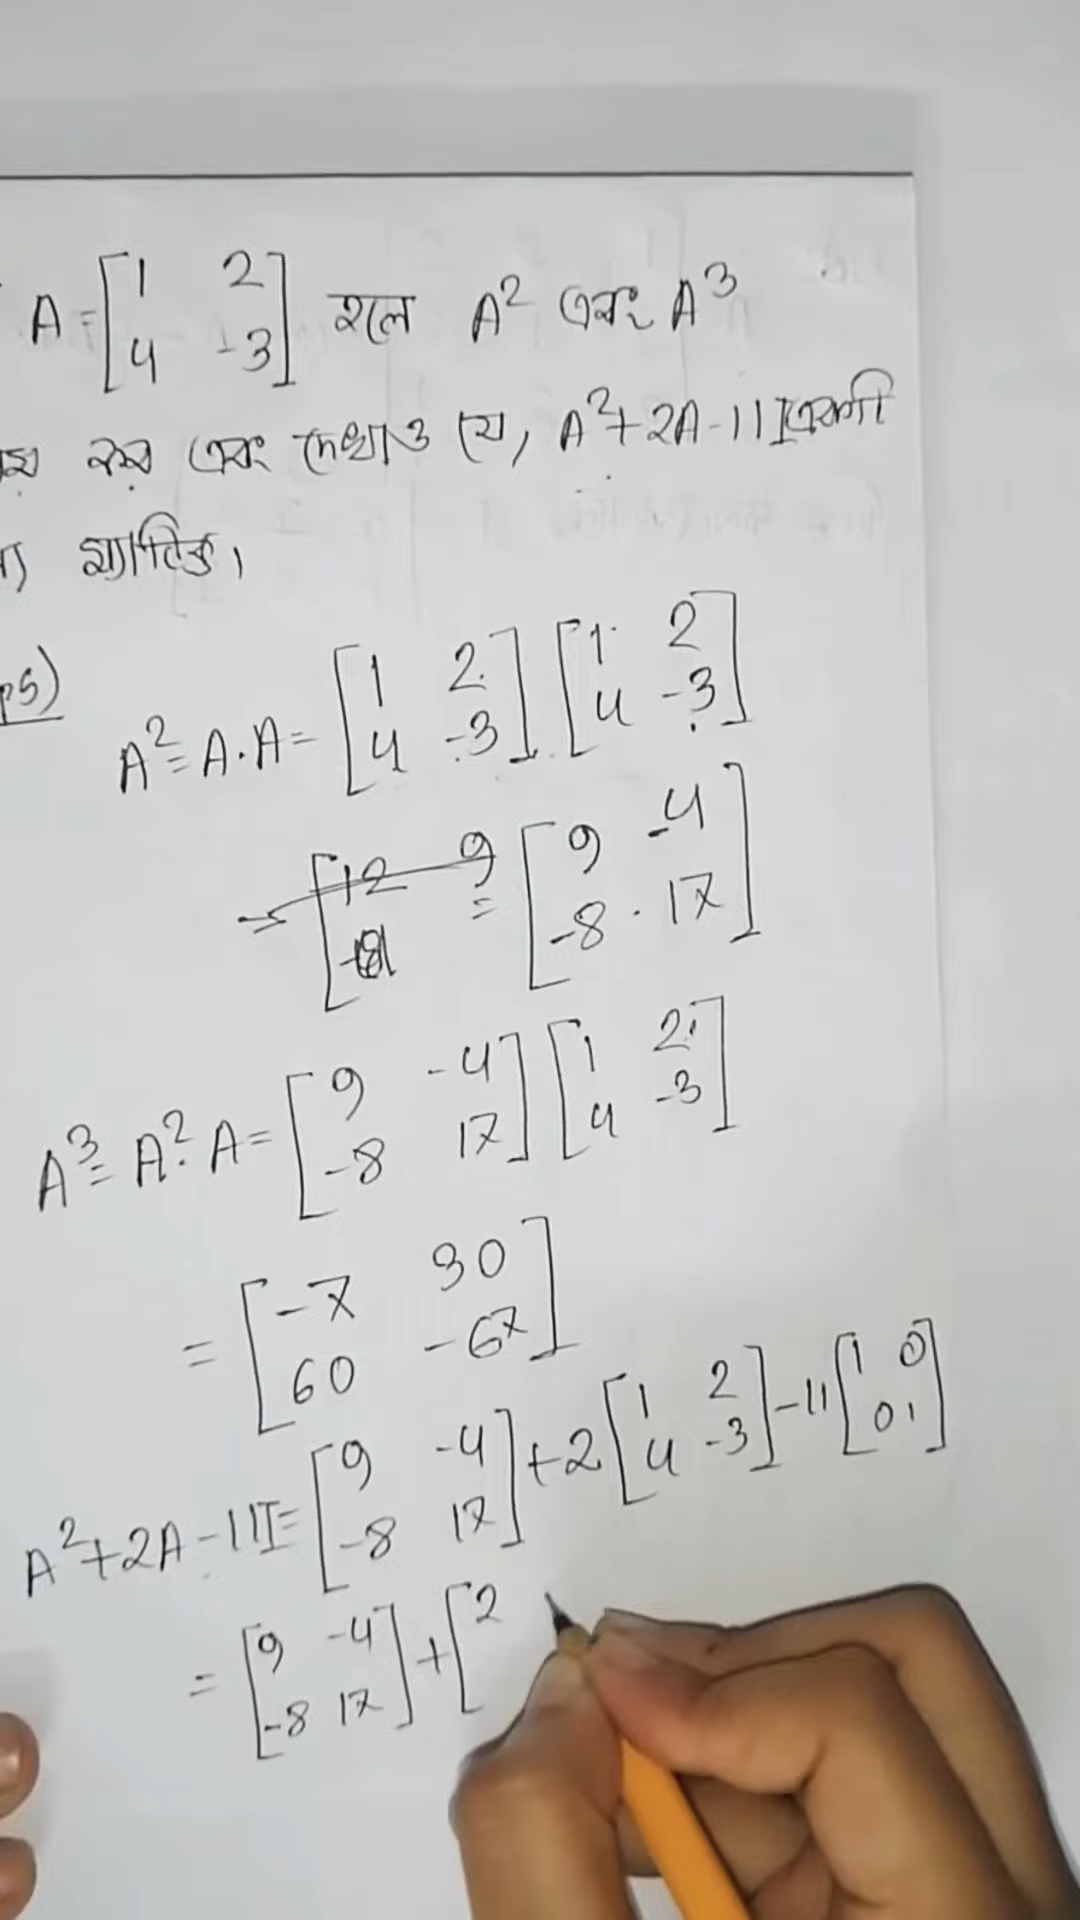 A = [1 2; 4 -3] হলে A² এবং A³
কর এবং দেখাও যে, A²+2A-11I একটি
ম্যাট্রিক্স।
A² = A.A = [1 2; 4 -3] [1 2; 4 -3]
= [12 9 = [9 -4; -8 17]
A³ = A².A = [9 -4; -8 17] [1 2; 4 -3]
= [-7 30; 60 -67]
A²+2A-11I = [9 -4; -8 17] +2 [1 2; 4 -3] -11 [1 0; 0 1]
= [9 -4; -8 17] + [2